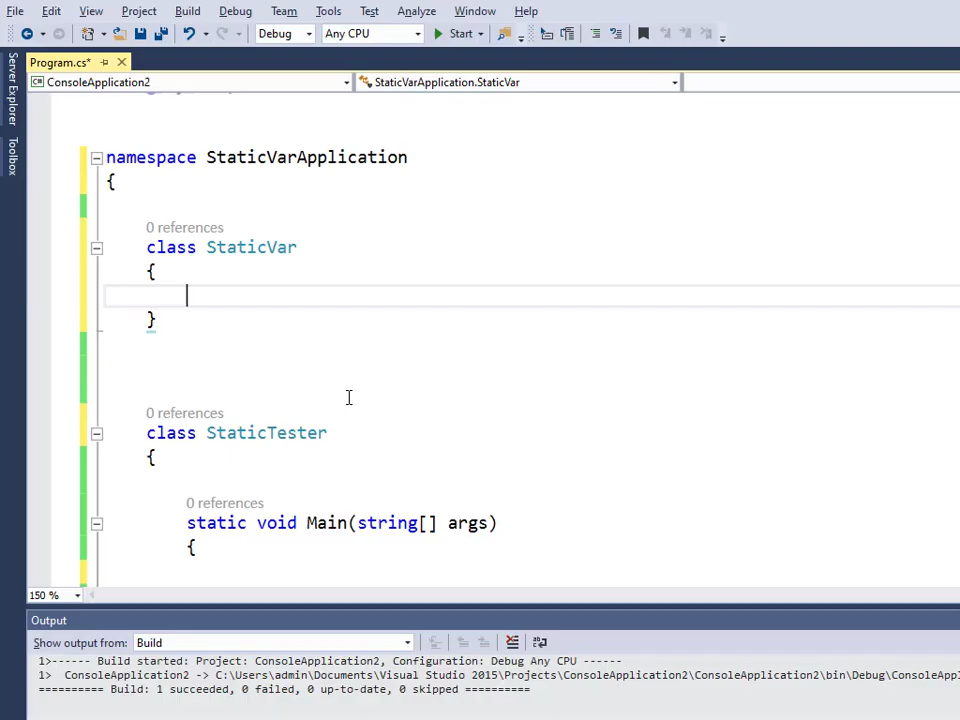 File Edit View Project Build Debug Team Tools Test Analyze Window Help
Debug Any CPU Start
Program.cs*
ConsoleApplication2 StaticVarApplication.StaticVar
Server Explorer
Toolbox
namespace StaticVarApplication
{
0 references
class StaticVar
{
}
0 references
class StaticTester
{
0 references
static void Main(string[] args)
{
150 %
Output
Show output from: Build
1>------ Build started: Project: ConsoleApplication2, Configuration: Debug Any CPU ------
1> ConsoleApplication2 -> C:\Users\admin\Documents\Visual Studio 2015\Projects\ConsoleApplication2\ConsoleApplication2\bin\Debug\ConsoleAppl
========== Build: 1 succeeded, 0 failed, 0 up-to-date, 0 skipped ==========